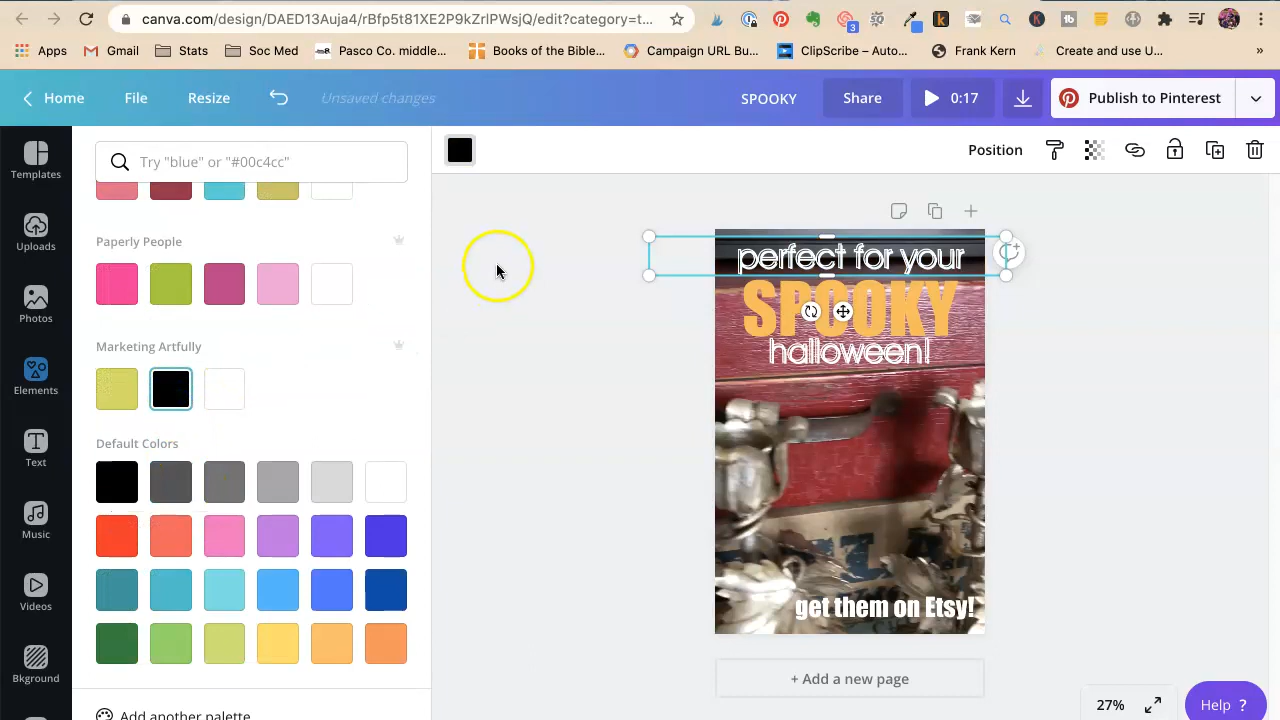 canva.com/design/DAED13Auja4/rBfp5t81XE2P9kZrlPWsjQ/edit?category=t...
3
Apps
Gmail
Stats
Soc Med
Pasco Co. middle...
Books of the Bible...
Campaign URL Bu...
ClipScribe – Auto...
Frank Kern
Create and use U...
»
Home
File
Resize
Unsaved changes
SPOOKY
Share
0:17
Publish to Pinterest
Templates
Uploads
Photos
Elements
Text
Music
Videos
Bkground
Try "blue" or "#00c4cc"
Paperly People
Marketing Artfully
Default Colors
Add another palette
Position
perfect for your
SPOOKY
halloween!
get them on Etsy!
+ Add a new page
27%
Help ?